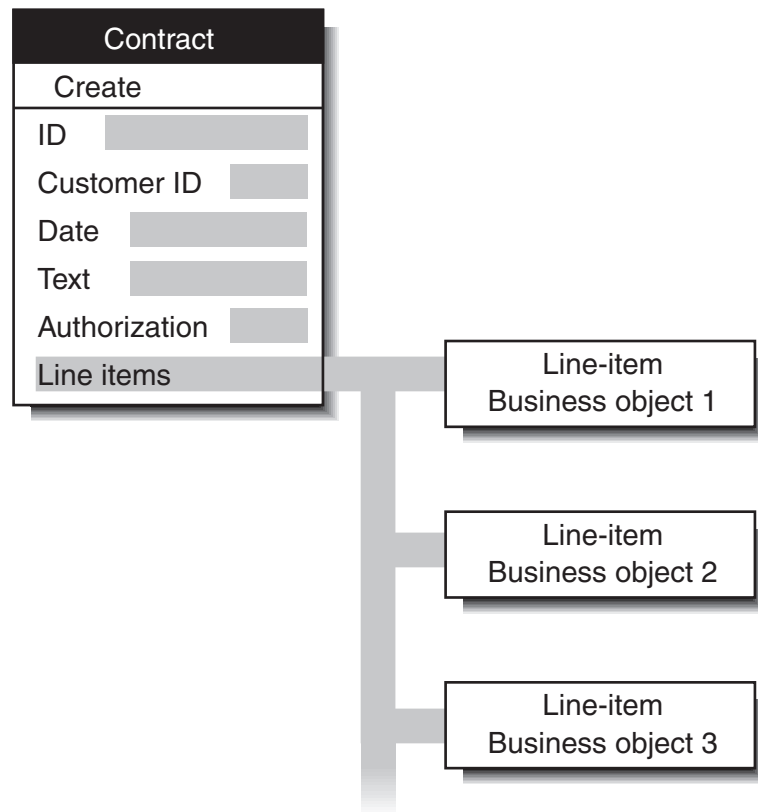 Contract
Create
ID
Customer ID
Date
Text
Authorization
Line items
Line-item
Business object 1
Line-item
Business object 2
Line-item
Business object 3